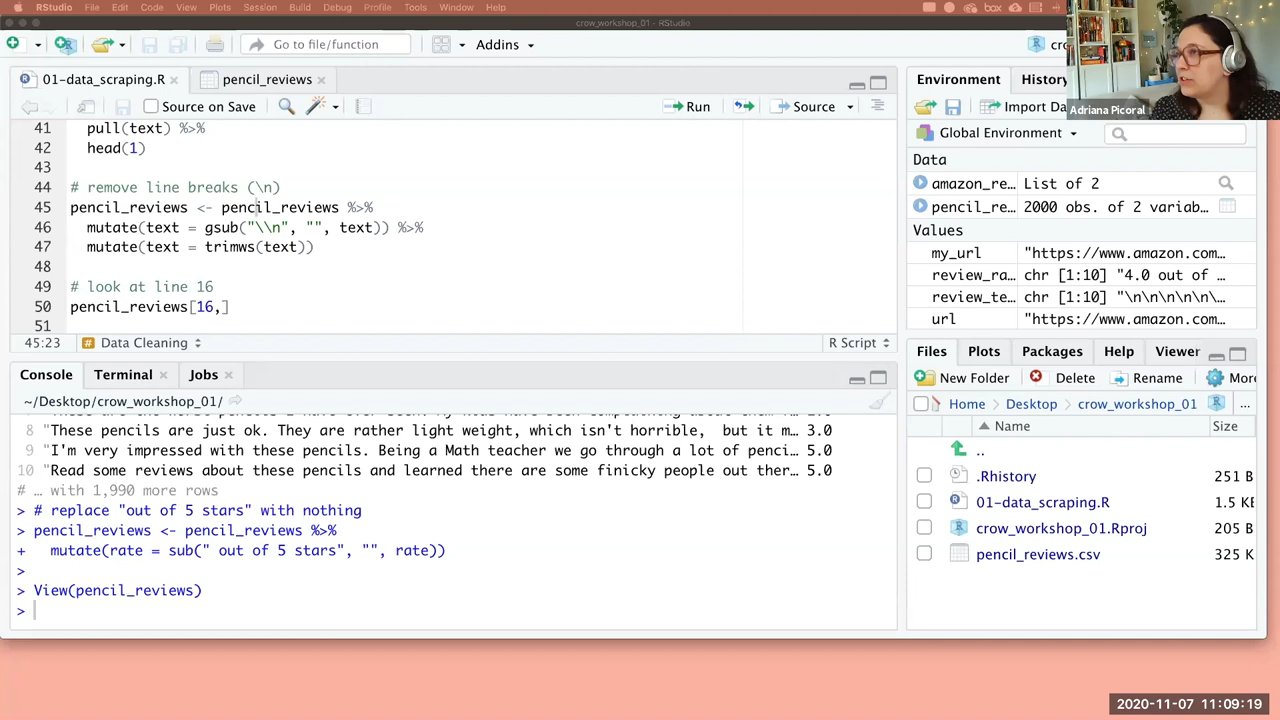 RStudio File Edit Code View Plots Session Build Debug Profile Tools Window Help
crow_workshop_01 - RStudio
Go to file/function Addins
Adriana Picoral
01-data_scraping.R pencil_reviews
Source on Save Run Source
41 pull(text) %>%
42 head(1)
43
44 # remove line breaks (\n)
45 pencil_reviews <- pencil_reviews %>%
46 mutate(text = gsub("\\n", "", text)) %>%
47 mutate(text = trimws(text))
48
49 # look at line 16
50 pencil_reviews[16,]
51
45:23 Data Cleaning R Script
Console Terminal Jobs
~/Desktop/crow_workshop_01/
8 "These pencils are just ok. They are rather light weight, which isn't horrible,  but it m… 3.0
9 "I'm very impressed with these pencils. Being a Math teacher we go through a lot of penci… 5.0
10 "Read some reviews about these pencils and learned there are some finicky people out ther… 5.0
# … with 1,990 more rows
> # replace "out of 5 stars" with nothing
> pencil_reviews <- pencil_reviews %>%
+ mutate(rate = sub(" out of 5 stars", "", rate))
>
> View(pencil_reviews)
>
Environment History
Import Da
Global Environment
Data
amazon_re… List of 2
pencil_re… 2000 obs. of 2 variab…
Values
my_url "https://www.amazon.com…
review_ra… chr [1:10] "4.0 out of …
review_te… chr [1:10] "\n\n\n\n\n\…
url "https://www.amazon.com…
Files Plots Packages Help Viewer
New Folder Delete Rename More
Home Desktop crow_workshop_01 ...
Name Size
..
.Rhistory 251 B
01-data_scraping.R 1.5 KB
crow_workshop_01.Rproj 205 B
pencil_reviews.csv 325 K
2020-11-07 11:09:19